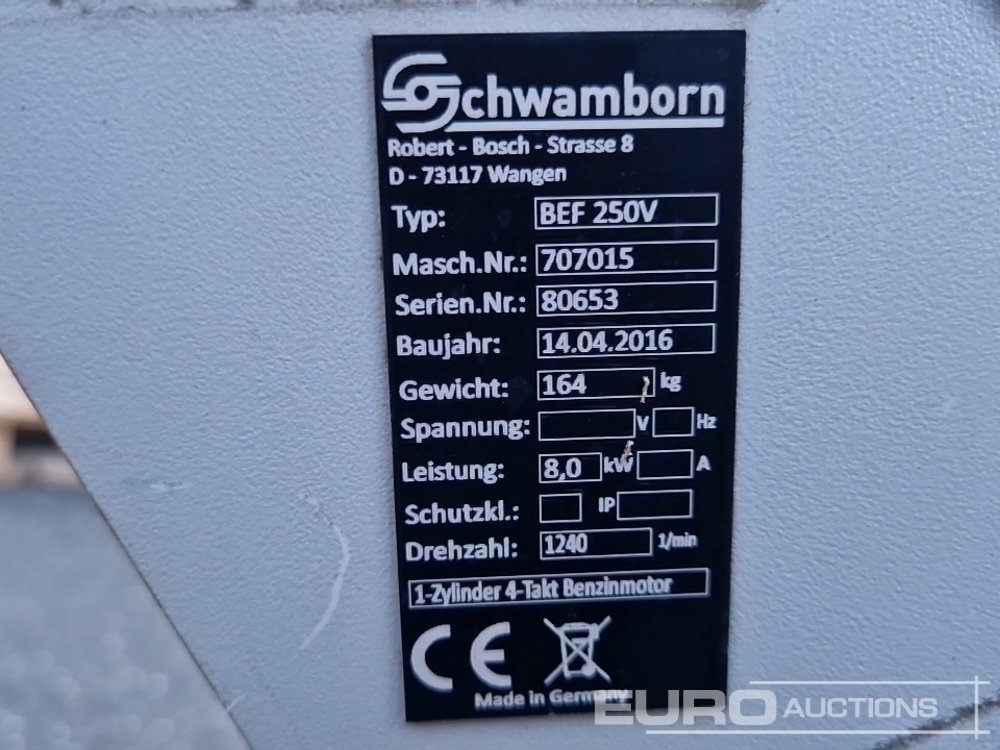 Schwamborn
Robert - Bosch - Strasse 8
D - 73117 Wangen
Typ: BEF 250V
Masch.Nr.: 707015
Serien.Nr.: 80653
Baujahr: 14.04.2016
Gewicht: 164 kg
Spannung: V Hz
Leistung: 8,0 kW A
Schutzkl.: IP
Drehzahl: 1240 1/min
1-Zylinder 4-Takt Benzinmotor
CE
Made in Germany
EURO AUCTIONS